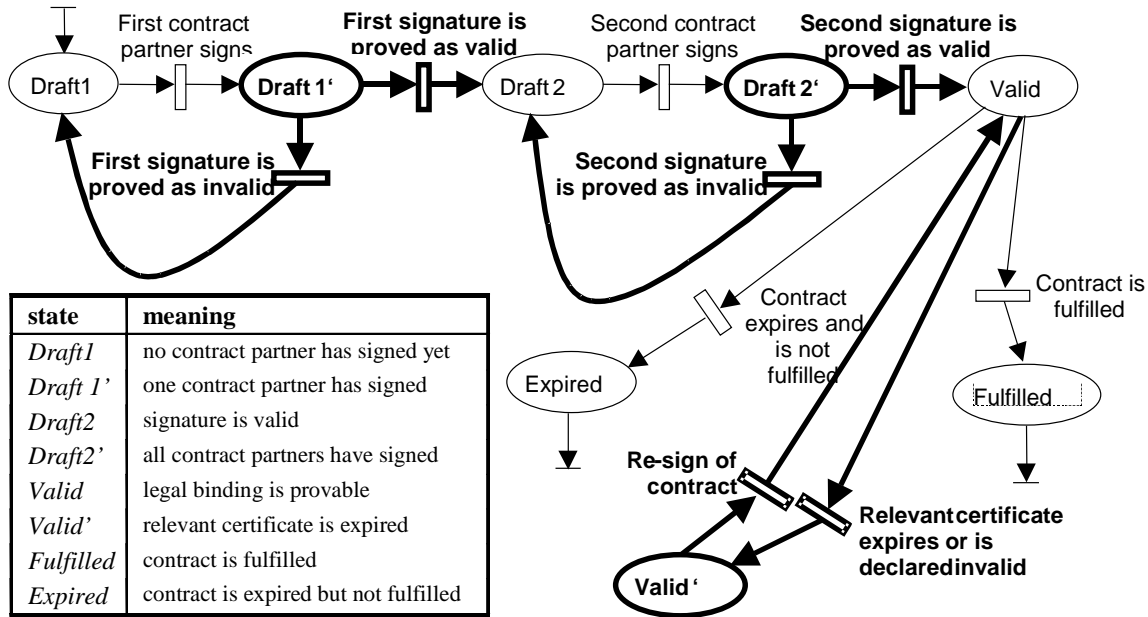 First contract
partner signs
First signature is
proved as valid
Second contract
partner signs
Second signature is
proved as valid
Draft1
Draft 1‘
Draft 2
Draft 2‘
Valid
First signature is
proved as invalid
Second signature
is proved as invalid
Contract
expires and
is not
fulfilled
Contract is
fulfilled
Expired
Fulfilled
Re-sign of
contract
Relevant certificate
expires or is
declared invalid
Valid ‘
state meaning
Draft1 no contract partner has signed yet
Draft 1’ one contract partner has signed
Draft2 signature is valid
Draft2’ all contract partners have signed
Valid legal binding is provable
Valid’ relevant certificate is expired
Fulfilled contract is fulfilled
Expired contract is expired but not fulfilled